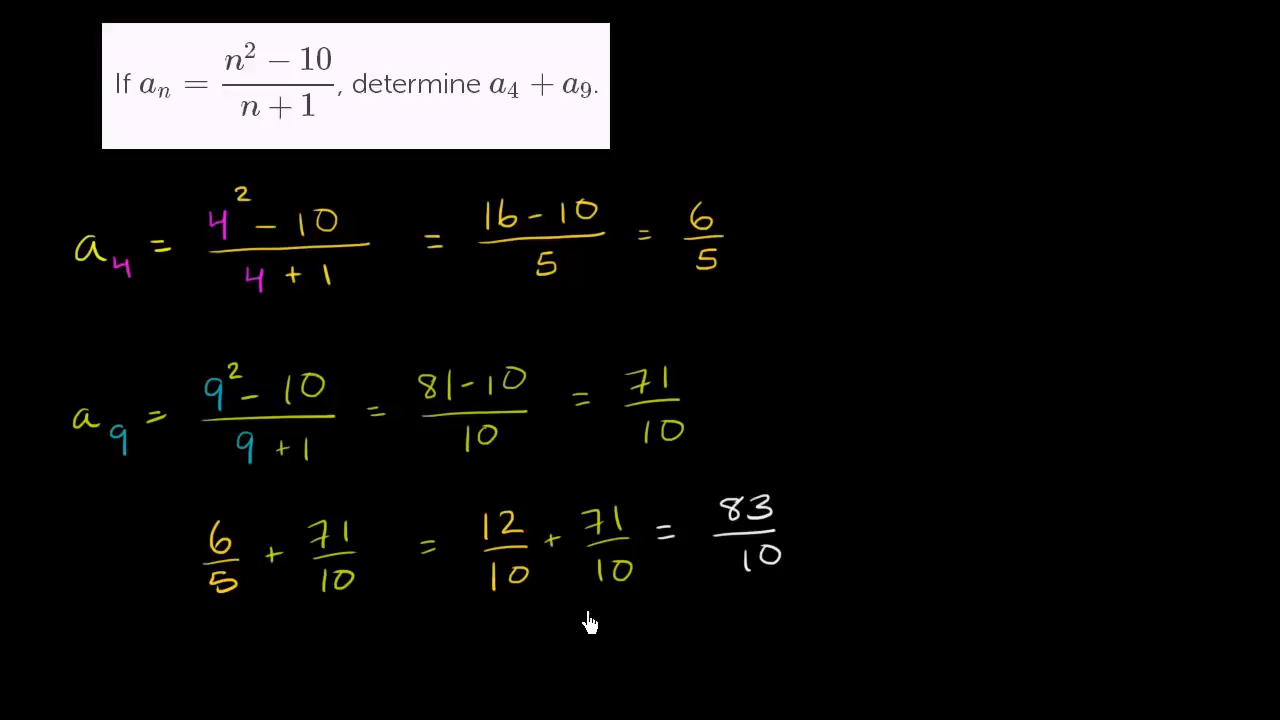 If aₙ = (n² − 10)/(n + 1), determine a₄ + a₉.
a₄ = (4² − 10)/(4 + 1) = (16 − 10)/5 = 6/5
a₉ = (9² − 10)/(9 + 1) = (81 − 10)/10 = 71/10
6/5 + 71/10 = 12/10 + 71/10 = 83/10